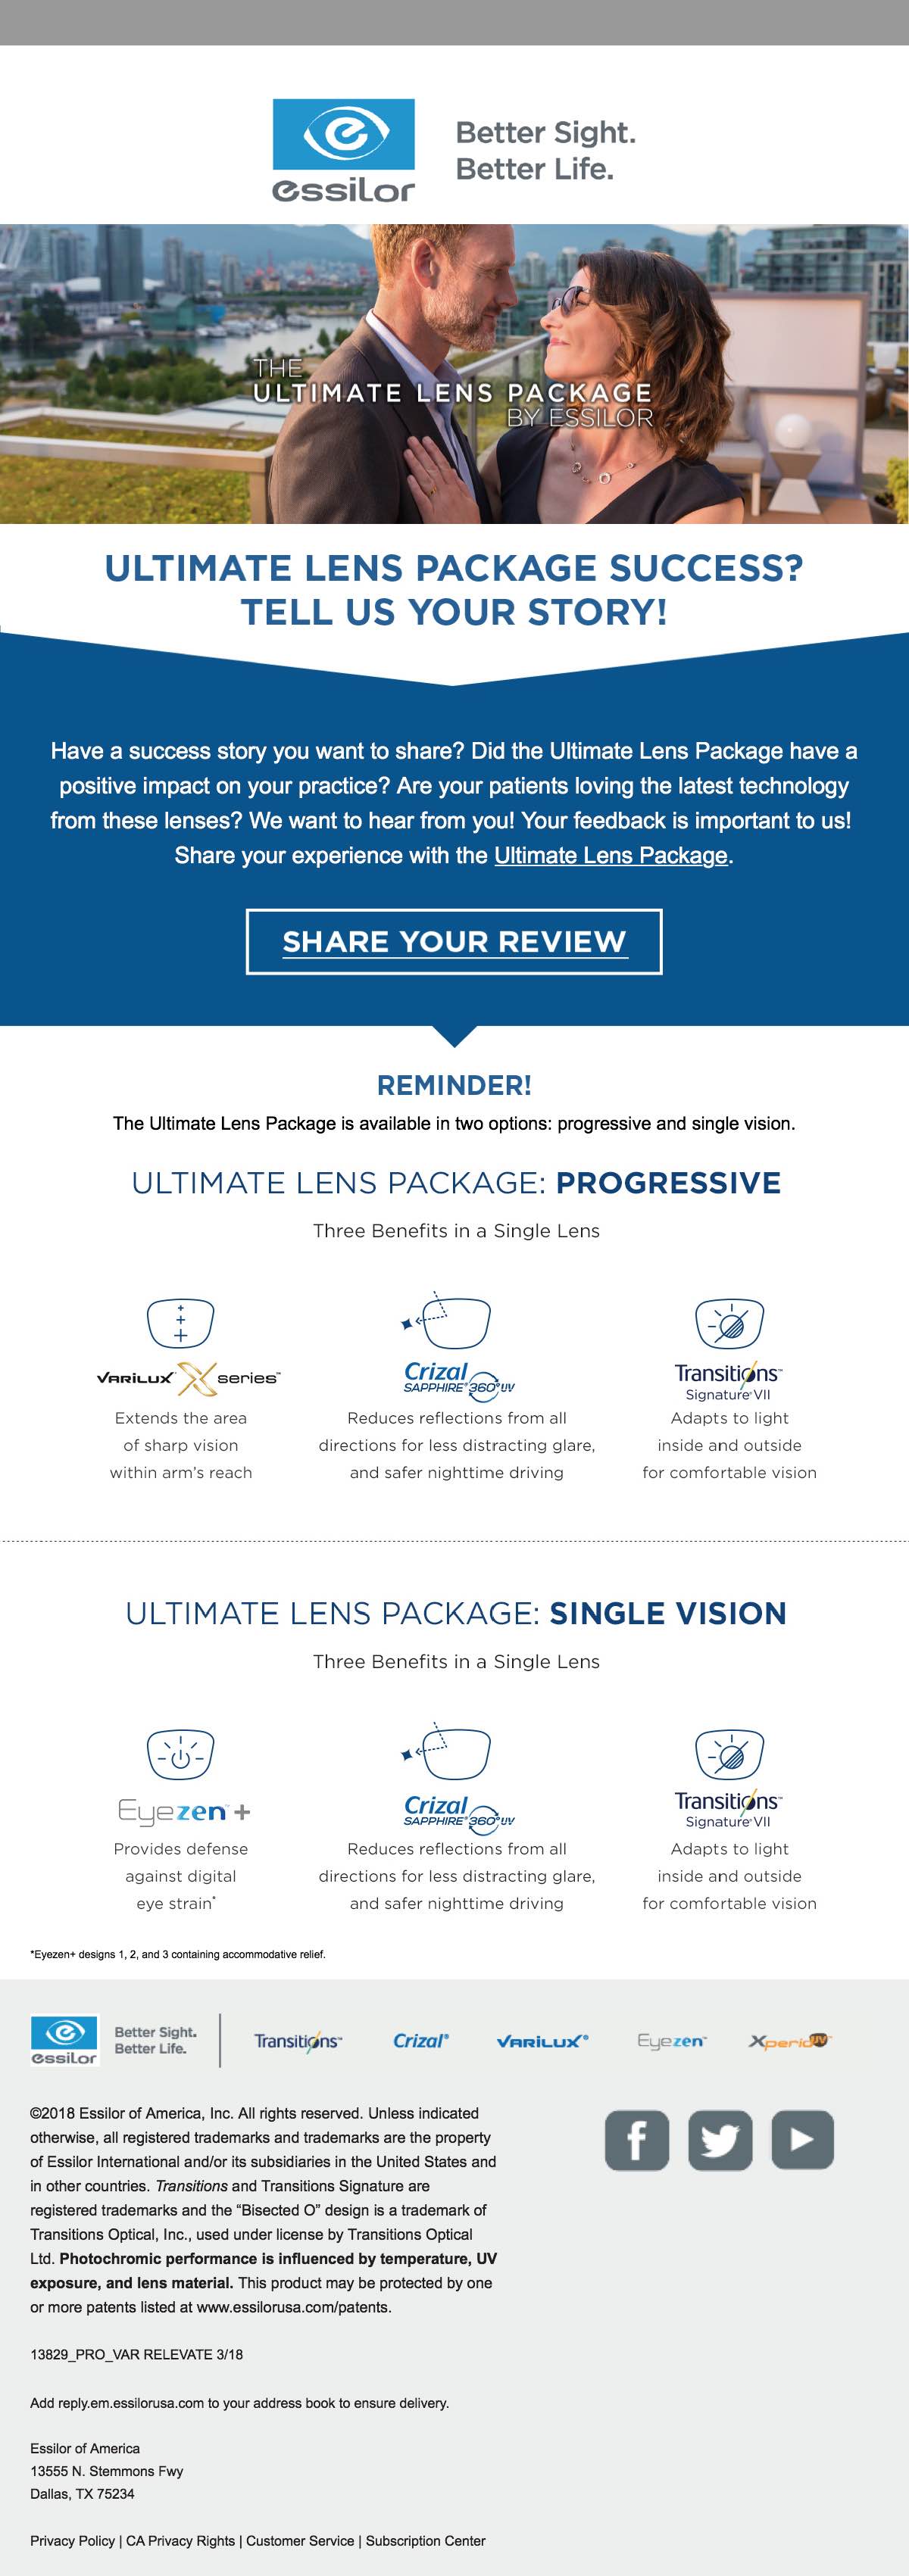 essilor
Better Sight.
Better Life.
THE
ULTIMATE LENS PACKAGE
BY ESSILOR
ULTIMATE LENS PACKAGE SUCCESS?
TELL US YOUR STORY!
Have a success story you want to share? Did the Ultimate Lens Package have a
positive impact on your practice? Are your patients loving the latest technology
from these lenses? We want to hear from you! Your feedback is important to us!
Share your experience with the Ultimate Lens Package.
SHARE YOUR REVIEW
REMINDER!
The Ultimate Lens Package is available in two options: progressive and single vision.
ULTIMATE LENS PACKAGE: PROGRESSIVE
Three Benefits in a Single Lens
VARILUX X series™
Extends the area
of sharp vision
within arm's reach
Crizal
SAPPHIRE® 360° UV
Reduces reflections from all
directions for less distracting glare,
and safer nighttime driving
Transitions™
Signature® VII
Adapts to light
inside and outside
for comfortable vision
ULTIMATE LENS PACKAGE: SINGLE VISION
Three Benefits in a Single Lens
Eyezen™+
Provides defense
against digital
eye strain*
Crizal
SAPPHIRE® 360° UV
Reduces reflections from all
directions for less distracting glare,
and safer nighttime driving
Transitions™
Signature® VII
Adapts to light
inside and outside
for comfortable vision
*Eyezen+ designs 1, 2, and 3 containing accommodative relief.
essilor
Better Sight.
Better Life.
Transitions™ Crizal® VARILUX® Eyezen™ Xperio UV™
©2018 Essilor of America, Inc. All rights reserved. Unless indicated
otherwise, all registered trademarks and trademarks are the property
of Essilor International and/or its subsidiaries in the United States and
in other countries. Transitions and Transitions Signature are
registered trademarks and the “Bisected O” design is a trademark of
Transitions Optical, Inc., used under license by Transitions Optical
Ltd. Photochromic performance is influenced by temperature, UV
exposure, and lens material. This product may be protected by one
or more patents listed at www.essilorusa.com/patents.
13829_PRO_VAR RELEVATE 3/18
Add reply.em.essilorusa.com to your address book to ensure delivery.
Essilor of America
13555 N. Stemmons Fwy
Dallas, TX 75234
Privacy Policy | CA Privacy Rights | Customer Service | Subscription Center